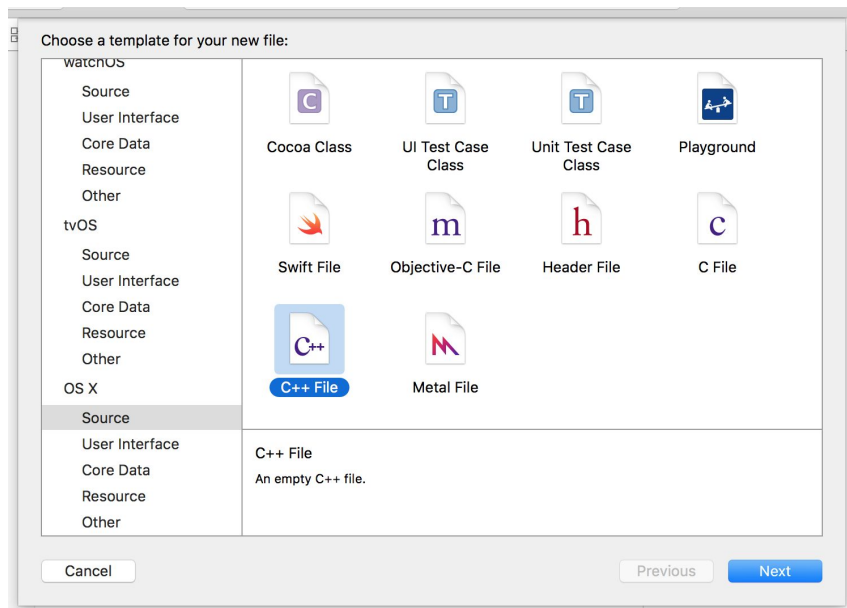 Choose a template for your new file:
watchOS
Source
User Interface
Core Data
Resource
Other
tvOS
Source
User Interface
Core Data
Resource
Other
OS X
Source
User Interface
Core Data
Resource
Other
C
T
T
Cocoa Class
UI Test Case
Class
Unit Test Case
Class
Playground
m
h
c
Swift File
Objective-C File
Header File
C File
C++
C++ File
Metal File
C++ File
An empty C++ file.
Cancel
Previous
Next